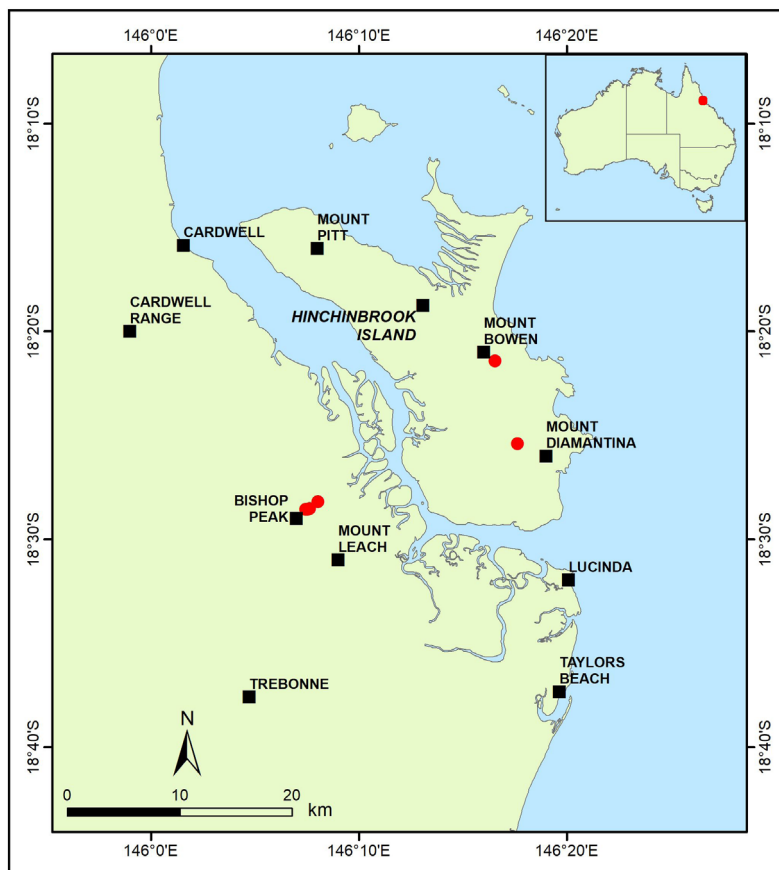 146°0'E
146°10'E
146°20'E
18°10'S
18°10'S
CARDWELL
MOUNT
PITT
CARDWELL
RANGE
HINCHINBROOK
ISLAND
MOUNT
BOWEN
18°20'S
18°20'S
MOUNT
DIAMANTINA
BISHOP
PEAK
MOUNT
LEACH
18°30'S
18°30'S
LUCINDA
TAYLORS
BEACH
TREBONNE
N
18°40'S
18°40'S
0
10
20
km
146°0'E
146°10'E
146°20'E